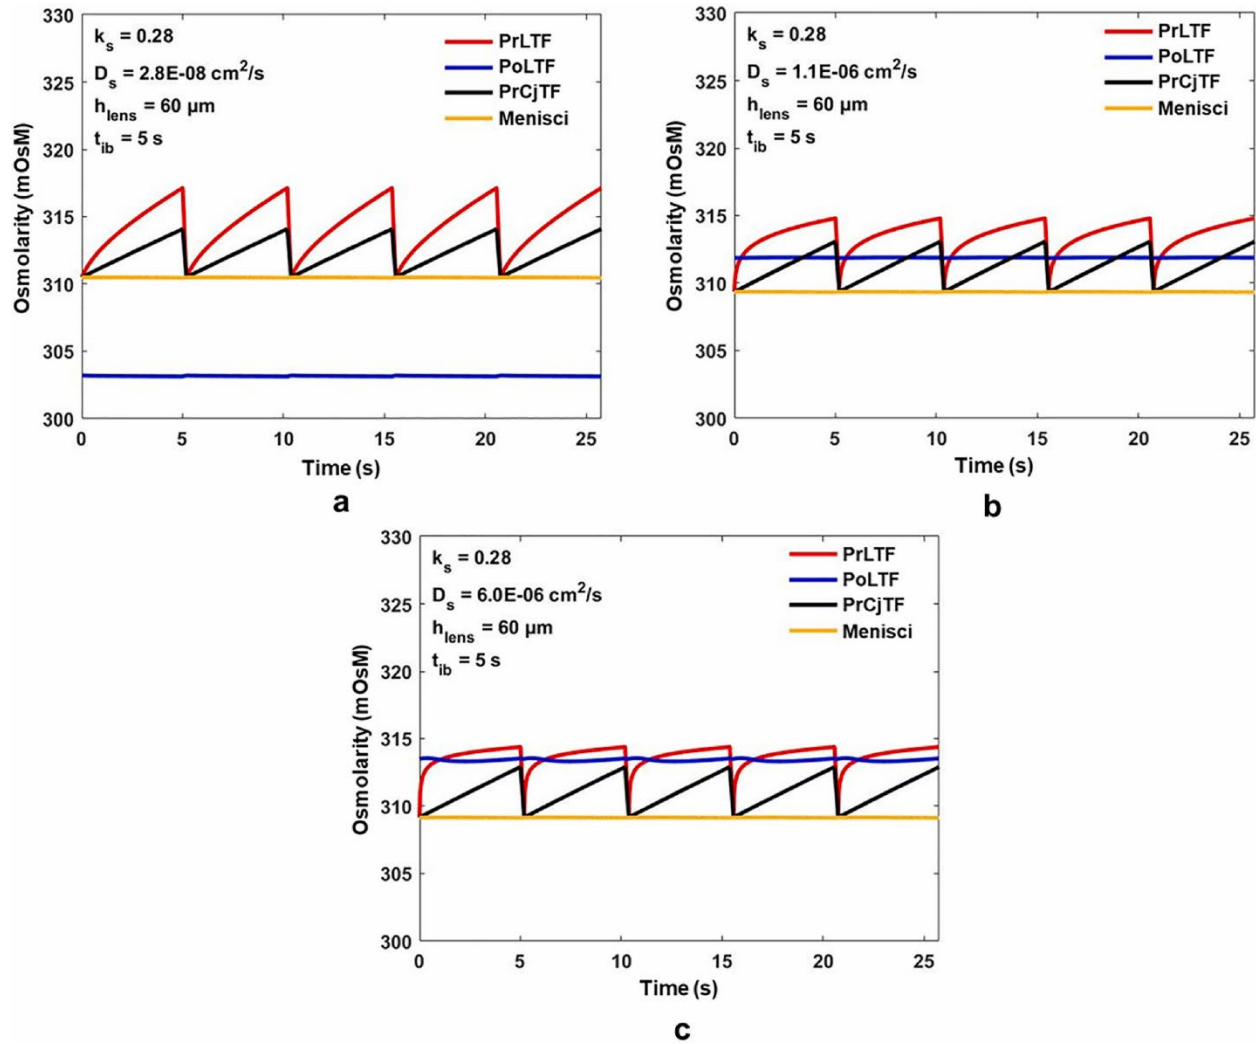 330
325
320
315
310
305
300
Osmolarity (mOsM)
k_s = 0.28
D_s = 2.8E-08 cm²/s
h_lens = 60 µm
t_ib = 5 s
PrLTF
PoLTF
PrCjTF
Menisci
0 5 10 15 20 25
Time (s)
a
330
325
320
315
310
305
300
Osmolarity (mOsM)
k_s = 0.28
D_s = 1.1E-06 cm²/s
h_lens = 60 µm
t_ib = 5 s
PrLTF
PoLTF
PrCjTF
Menisci
0 5 10 15 20 25
Time (s)
b
330
325
320
315
310
305
300
Osmolarity (mOsM)
k_s = 0.28
D_s = 6.0E-06 cm²/s
h_lens = 60 µm
t_ib = 5 s
PrLTF
PoLTF
PrCjTF
Menisci
0 5 10 15 20 25
Time (s)
c